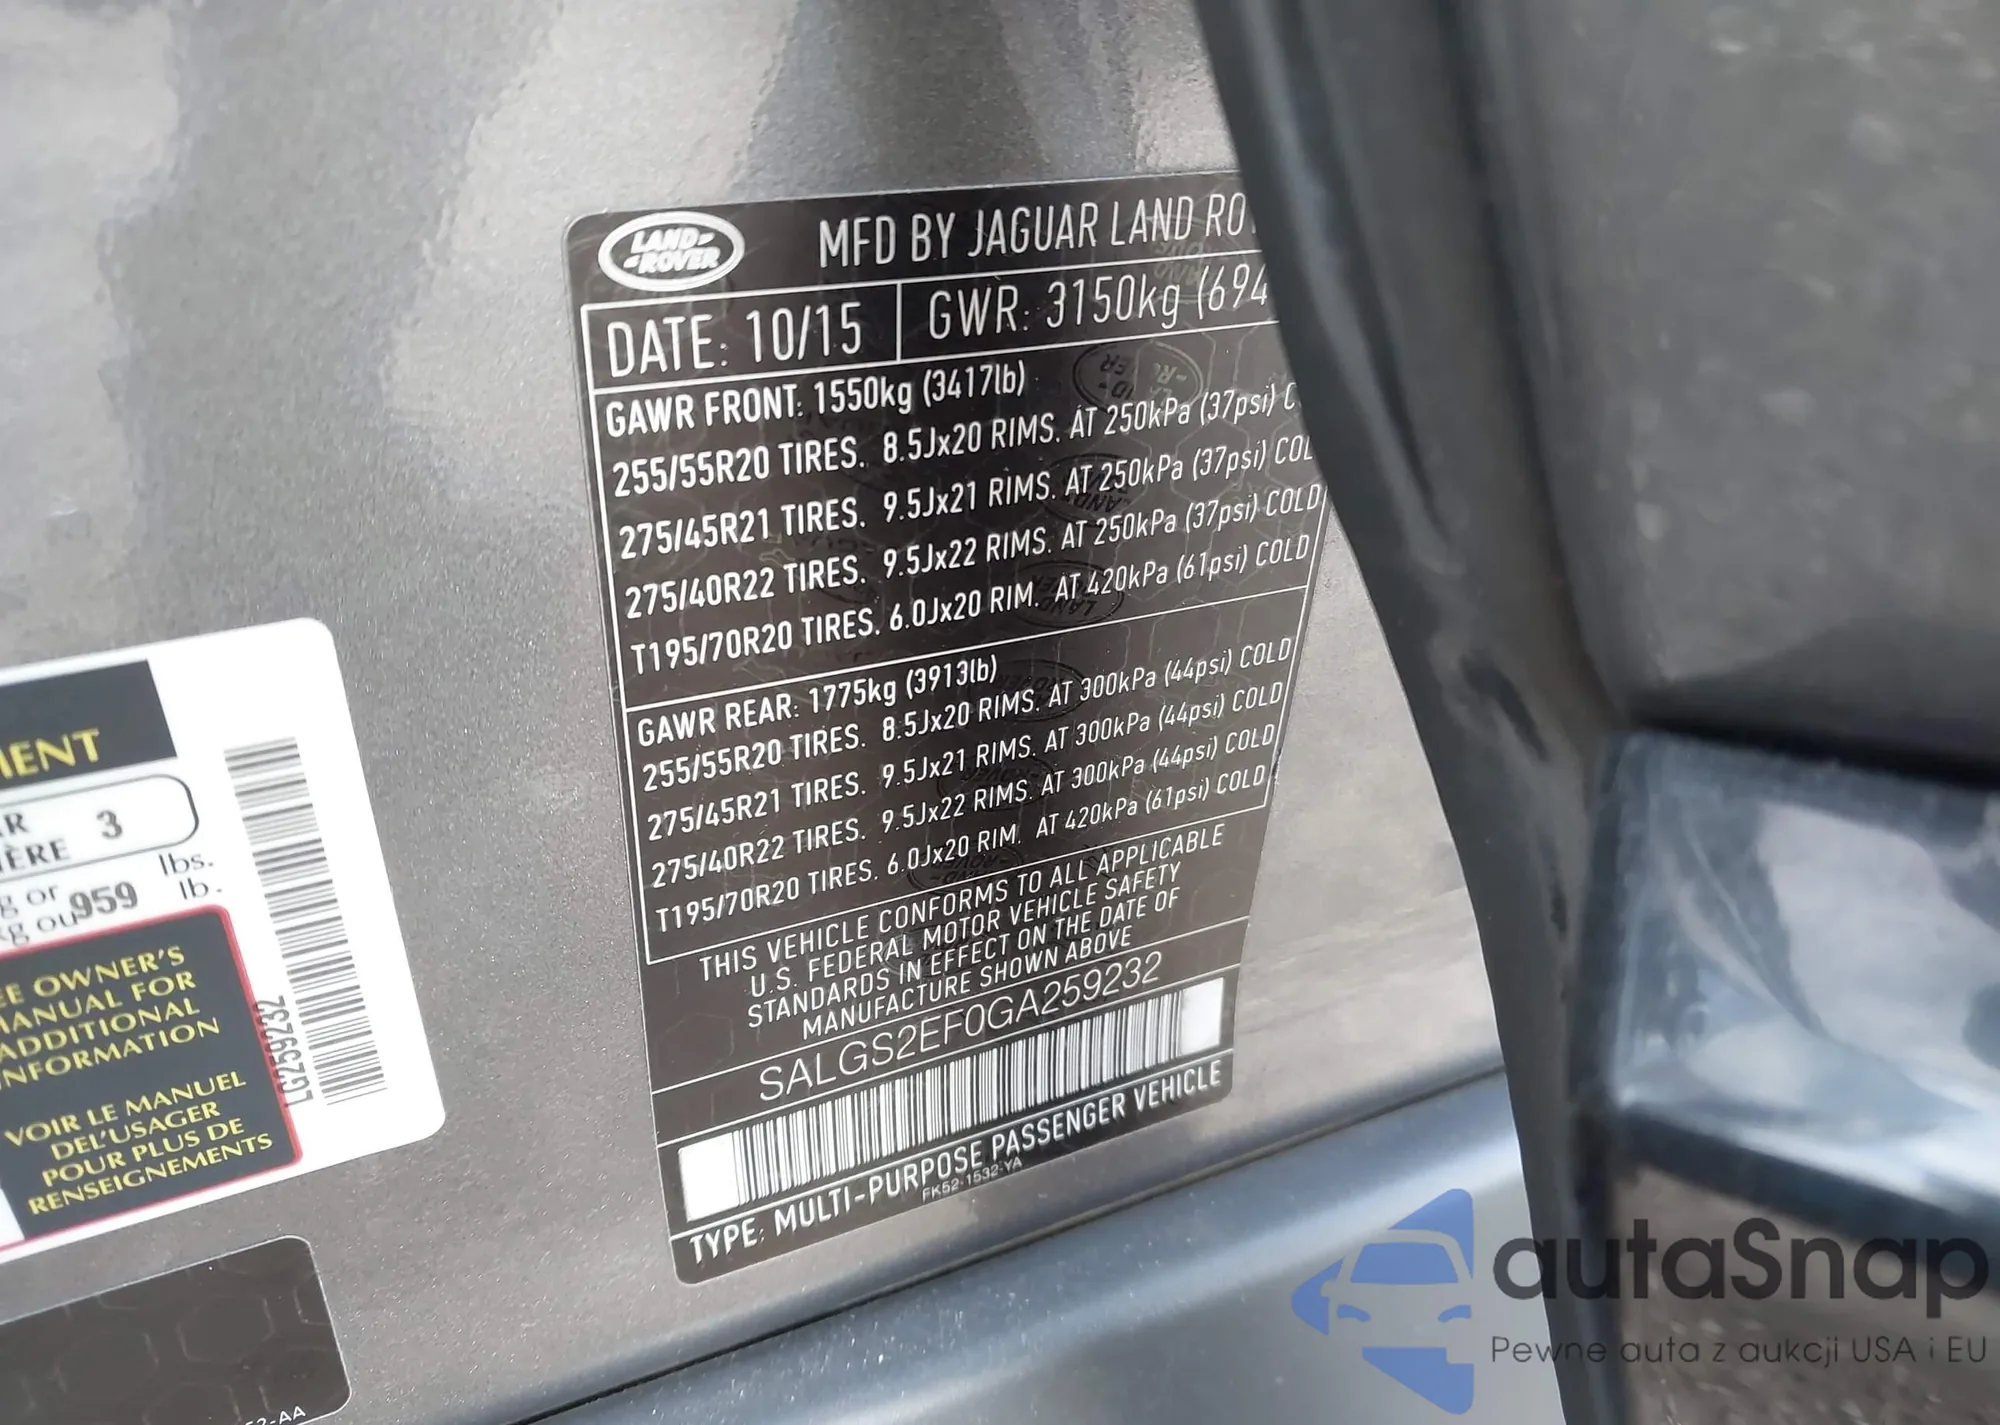 LAND-
-ROVER
MFD BY JAGUAR LAND RO
DATE: 10/15
GWR: 3150kg (694
GAWR FRONT: 1550kg (3417lb)
255/55R20 TIRES. 8.5Jx20 RIMS. AT 250kPa (37psi) C
275/45R21 TIRES. 9.5Jx21 RIMS. AT 250kPa (37psi) COL
275/40R22 TIRES. 9.5Jx22 RIMS. AT 250kPa (37psi) COLD
T195/70R20 TIRES. 6.0Jx20 RIM. AT 420kPa (61psi) COLD
GAWR REAR: 1775kg (3913lb)
255/55R20 TIRES. 8.5Jx20 RIMS. AT 300kPa (44psi) COLD
275/45R21 TIRES. 9.5Jx21 RIMS. AT 300kPa (44psi) COLD
275/40R22 TIRES. 9.5Jx22 RIMS. AT 300kPa (44psi) COLD
T195/70R20 TIRES. 6.0Jx20 RIM. AT 420kPa (61psi) COLD
THIS VEHICLE CONFORMS TO ALL APPLICABLE
U.S. FEDERAL MOTOR VEHICLE SAFETY
STANDARDS IN EFFECT ON THE DATE OF
MANUFACTURE SHOWN ABOVE
SALGS2EF0GA259232
TYPE: MULTI-PURPOSE PASSENGER VEHICLE
FK52-1532-YA
IENT
R 3
IÈRE
g or 959 lbs.
kg ou lb.
EE OWNER'S
MANUAL FOR
ADDITIONAL
NFORMATION
VOIR LE MANUEL
DEL'USAGER
POUR PLUS DE
RENSEIGNEMENTS
LG259232
52-AA
autaSnap
Pewne auta z aukcji USA i EU